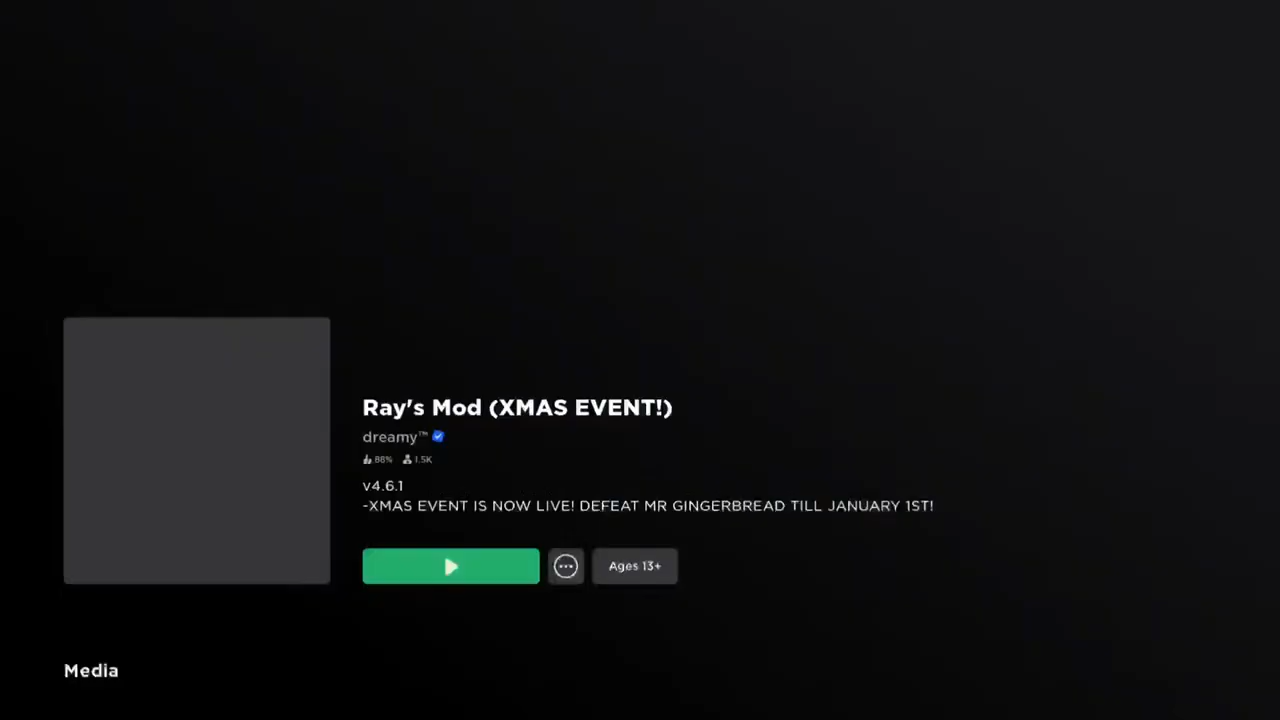 Ray's Mod (XMAS EVENT!)
dreamy™
88% 1.5K
v4.6.1
-XMAS EVENT IS NOW LIVE! DEFEAT MR GINGERBREAD TILL JANUARY 1ST!
Ages 13+
Media